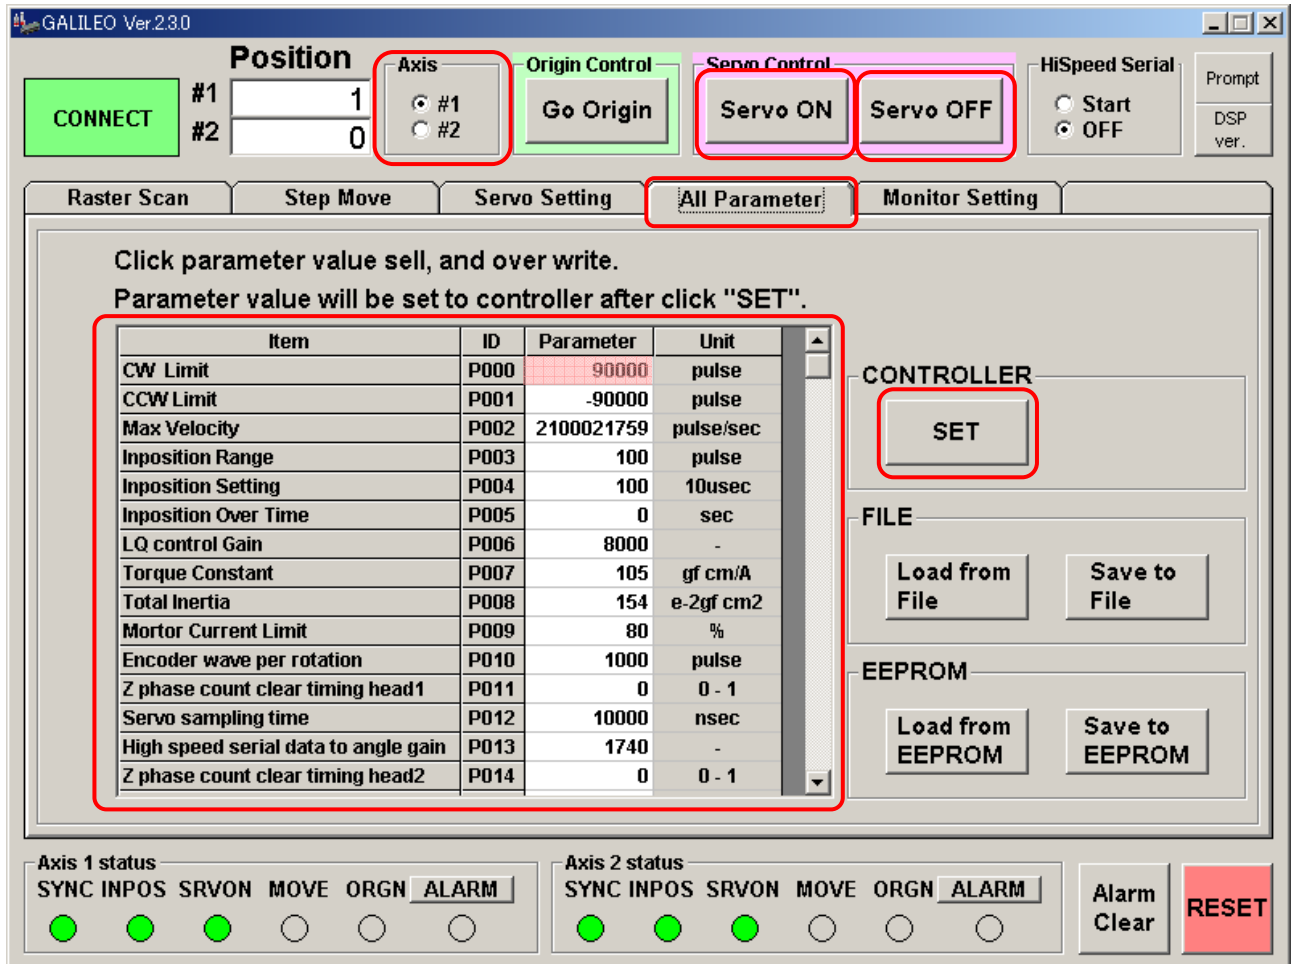 GALILEO Ver.2.3.0
Position
#1 1
#2 0
CONNECT
Axis
#1
#2
Origin Control
Go Origin
Servo Control
Servo ON
Servo OFF
HiSpeed Serial
Start
OFF
Prompt
DSP
ver.
Raster Scan
Step Move
Servo Setting
All Parameter
Monitor Setting
Click parameter value sell, and over write.
Parameter value will be set to controller after click "SET".
Item ID Parameter Unit
CW Limit P000 90000 pulse
CCW Limit P001 -90000 pulse
Max Velocity P002 2100021759 pulse/sec
Inposition Range P003 100 pulse
Inposition Setting P004 100 10usec
Inposition Over Time P005 0 sec
LQ control Gain P006 8000 -
Torque Constant P007 105 gf cm/A
Total Inertia P008 154 e-2gf cm2
Mortor Current Limit P009 80 %
Encoder wave per rotation P010 1000 pulse
Z phase count clear timing head1 P011 0 0 - 1
Servo sampling time P012 10000 nsec
High speed serial data to angle gain P013 1740 -
Z phase count clear timing head2 P014 0 0 - 1
CONTROLLER
SET
FILE
Load from
File
Save to
File
EEPROM
Load from
EEPROM
Save to
EEPROM
Axis 1 status
SYNC INPOS SRVON MOVE ORGN ALARM
Axis 2 status
SYNC INPOS SRVON MOVE ORGN ALARM
Alarm
Clear
RESET